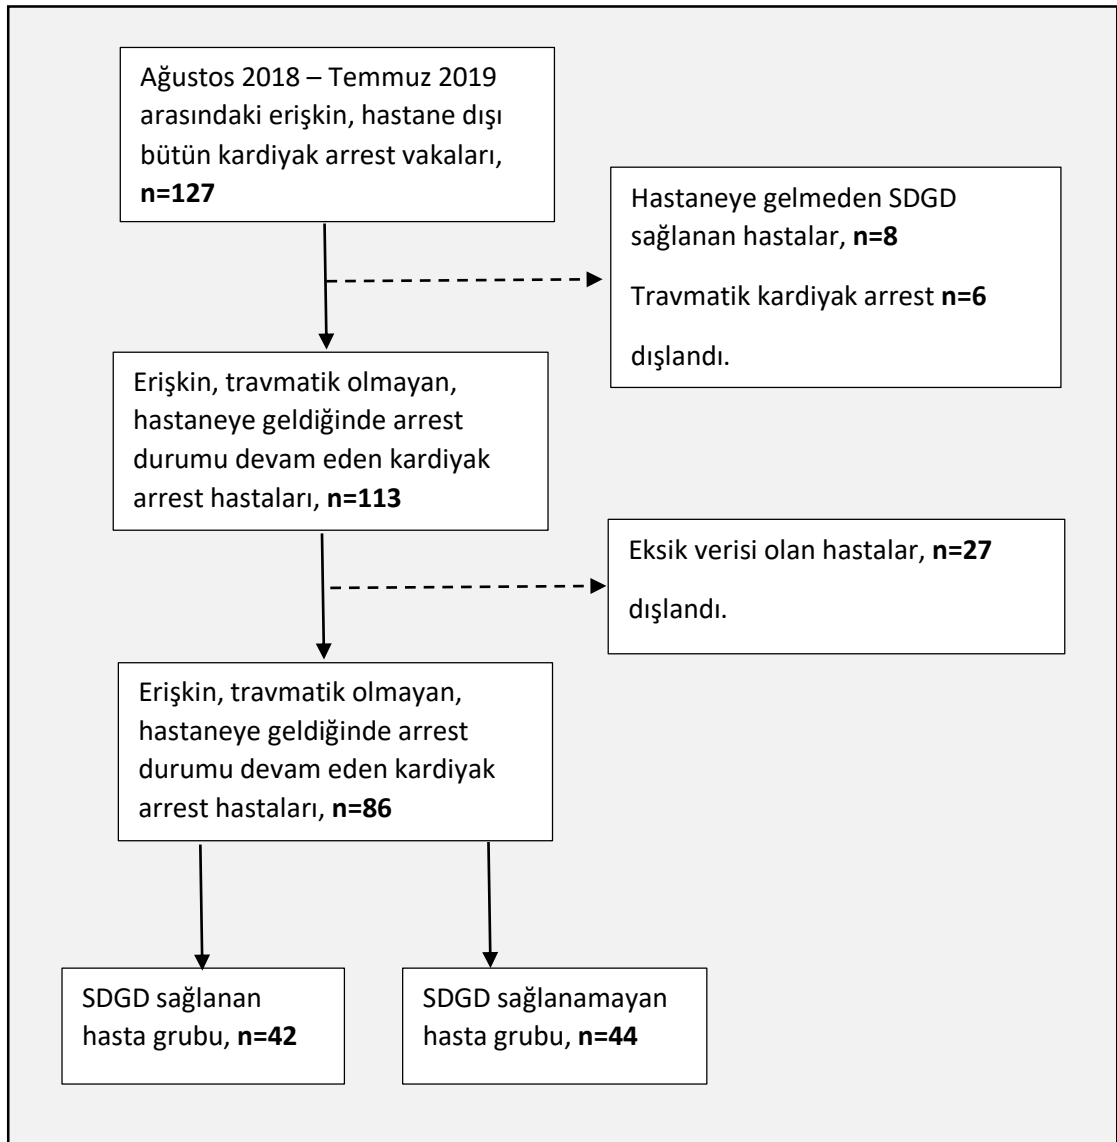 Ağustos 2018 – Temmuz 2019
arasındaki erişkin, hastane dışı
bütün kardiyak arrest vakaları,
n=127
Hastaneye gelmeden SDGD
sağlanan hastalar, n=8
Travmatik kardiyak arrest n=6
dışlandı.
Erişkin, travmatik olmayan,
hastaneye geldiğinde arrest
durumu devam eden kardiyak
arrest hastaları, n=113
Eksik verisi olan hastalar, n=27
dışlandı.
Erişkin, travmatik olmayan,
hastaneye geldiğinde arrest
durumu devam eden kardiyak
arrest hastaları, n=86
SDGD sağlanan
hasta grubu, n=42
SDGD sağlanamayan
hasta grubu, n=44